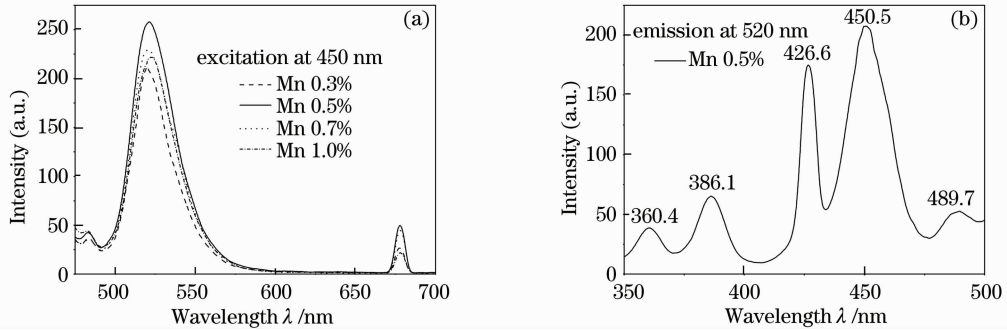 (a)
250
200
150
100
50
0
Intensity (a.u.)
excitation at 450 nm
Mn 0.3%
Mn 0.5%
Mn 0.7%
Mn 1.0%
500
550
600
650
700
Wavelength λ /nm
(b)
200
150
100
50
0
Intensity (a.u.)
emission at 520 nm
Mn 0.5%
360.4
386.1
426.6
450.5
489.7
350
400
450
500
Wavelength λ /nm